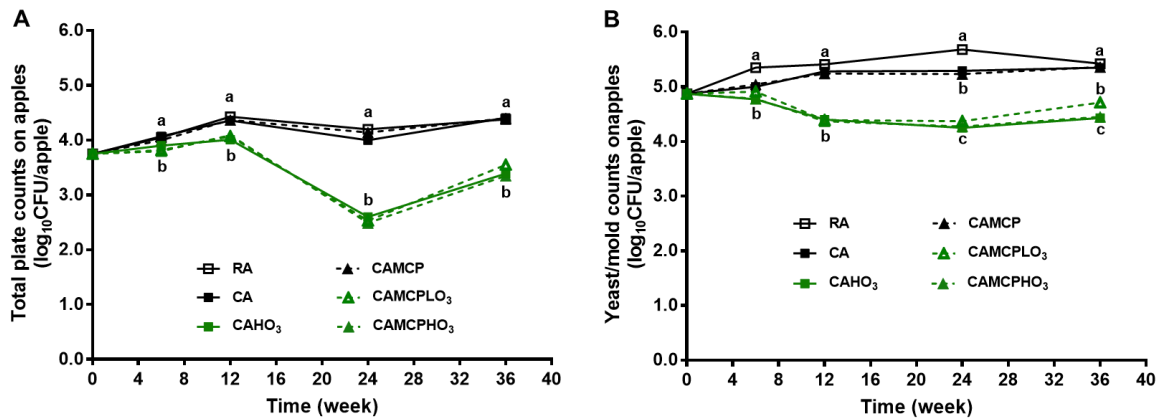 A
Total plate counts on apples
(log₁₀CFU/apple)
6.0
5.0
4.0
3.0
2.0
1.0
0.0
a
a
a
a
b
b
b
b
RA
CAMCP
CA
CAMCPLO₃
CAHO₃
CAMCPHO₃
0 4 8 12 16 20 24 28 32 36 40
Time (week)
B
Yeast/mold counts onapples
(log₁₀CFU/apple)
6.0
5.0
4.0
3.0
2.0
1.0
0.0
a
a
a
a
b
b
b
b
c
c
RA
CAMCP
CA
CAMCPLO₃
CAHO₃
CAMCPHO₃
0 4 8 12 16 20 24 28 32 36 40
Time (week)